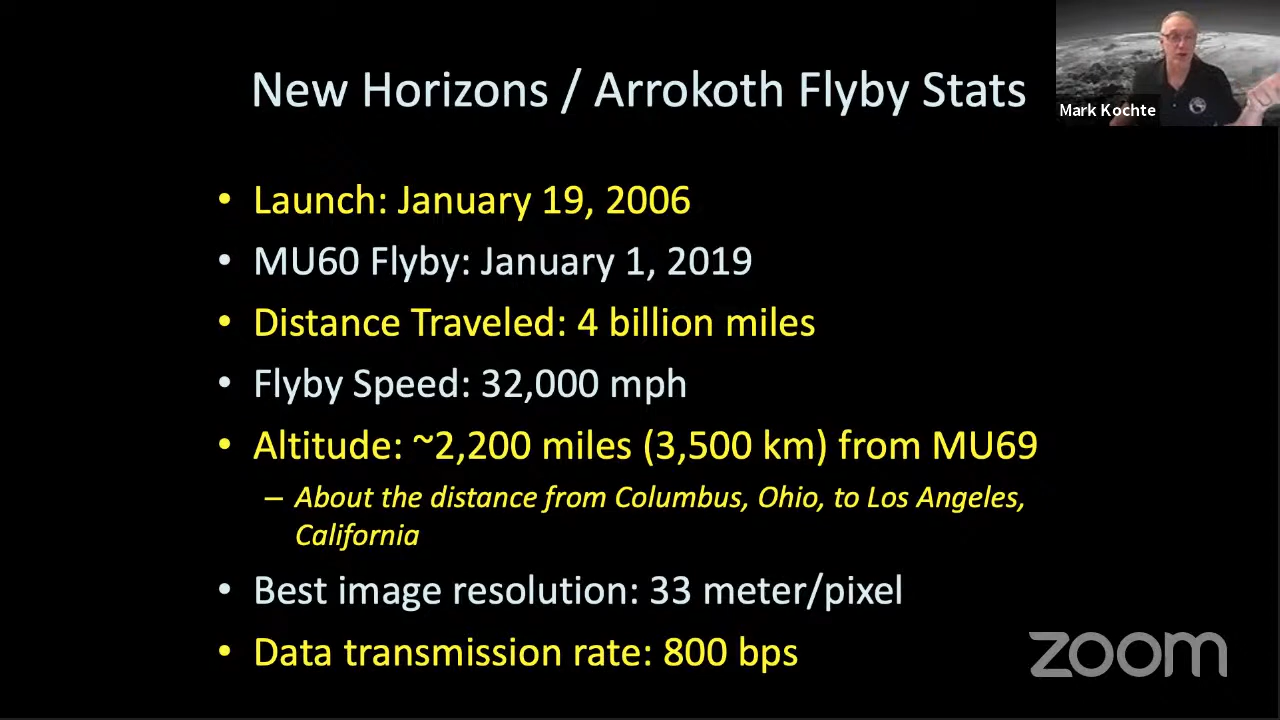 New Horizons / Arrokoth Flyby Stats
Mark Kochte
• Launch: January 19, 2006
• MU60 Flyby: January 1, 2019
• Distance Traveled: 4 billion miles
• Flyby Speed: 32,000 mph
• Altitude: ~2,200 miles (3,500 km) from MU69
– About the distance from Columbus, Ohio, to Los Angeles,
California
• Best image resolution: 33 meter/pixel
• Data transmission rate: 800 bps
zoom